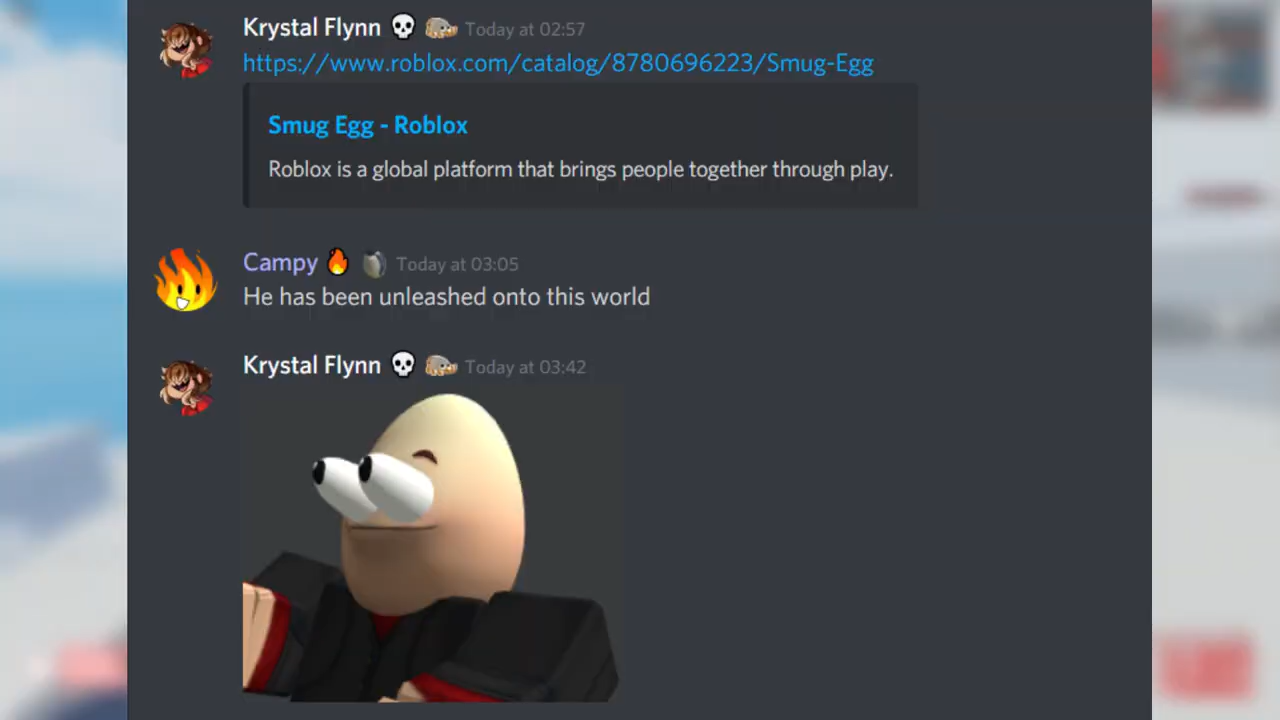 Krystal Flynn Today at 02:57
https://www.roblox.com/catalog/8780696223/Smug-Egg
Smug Egg - Roblox
Roblox is a global platform that brings people together through play.
Campy Today at 03:05
He has been unleashed onto this world
Krystal Flynn Today at 03:42